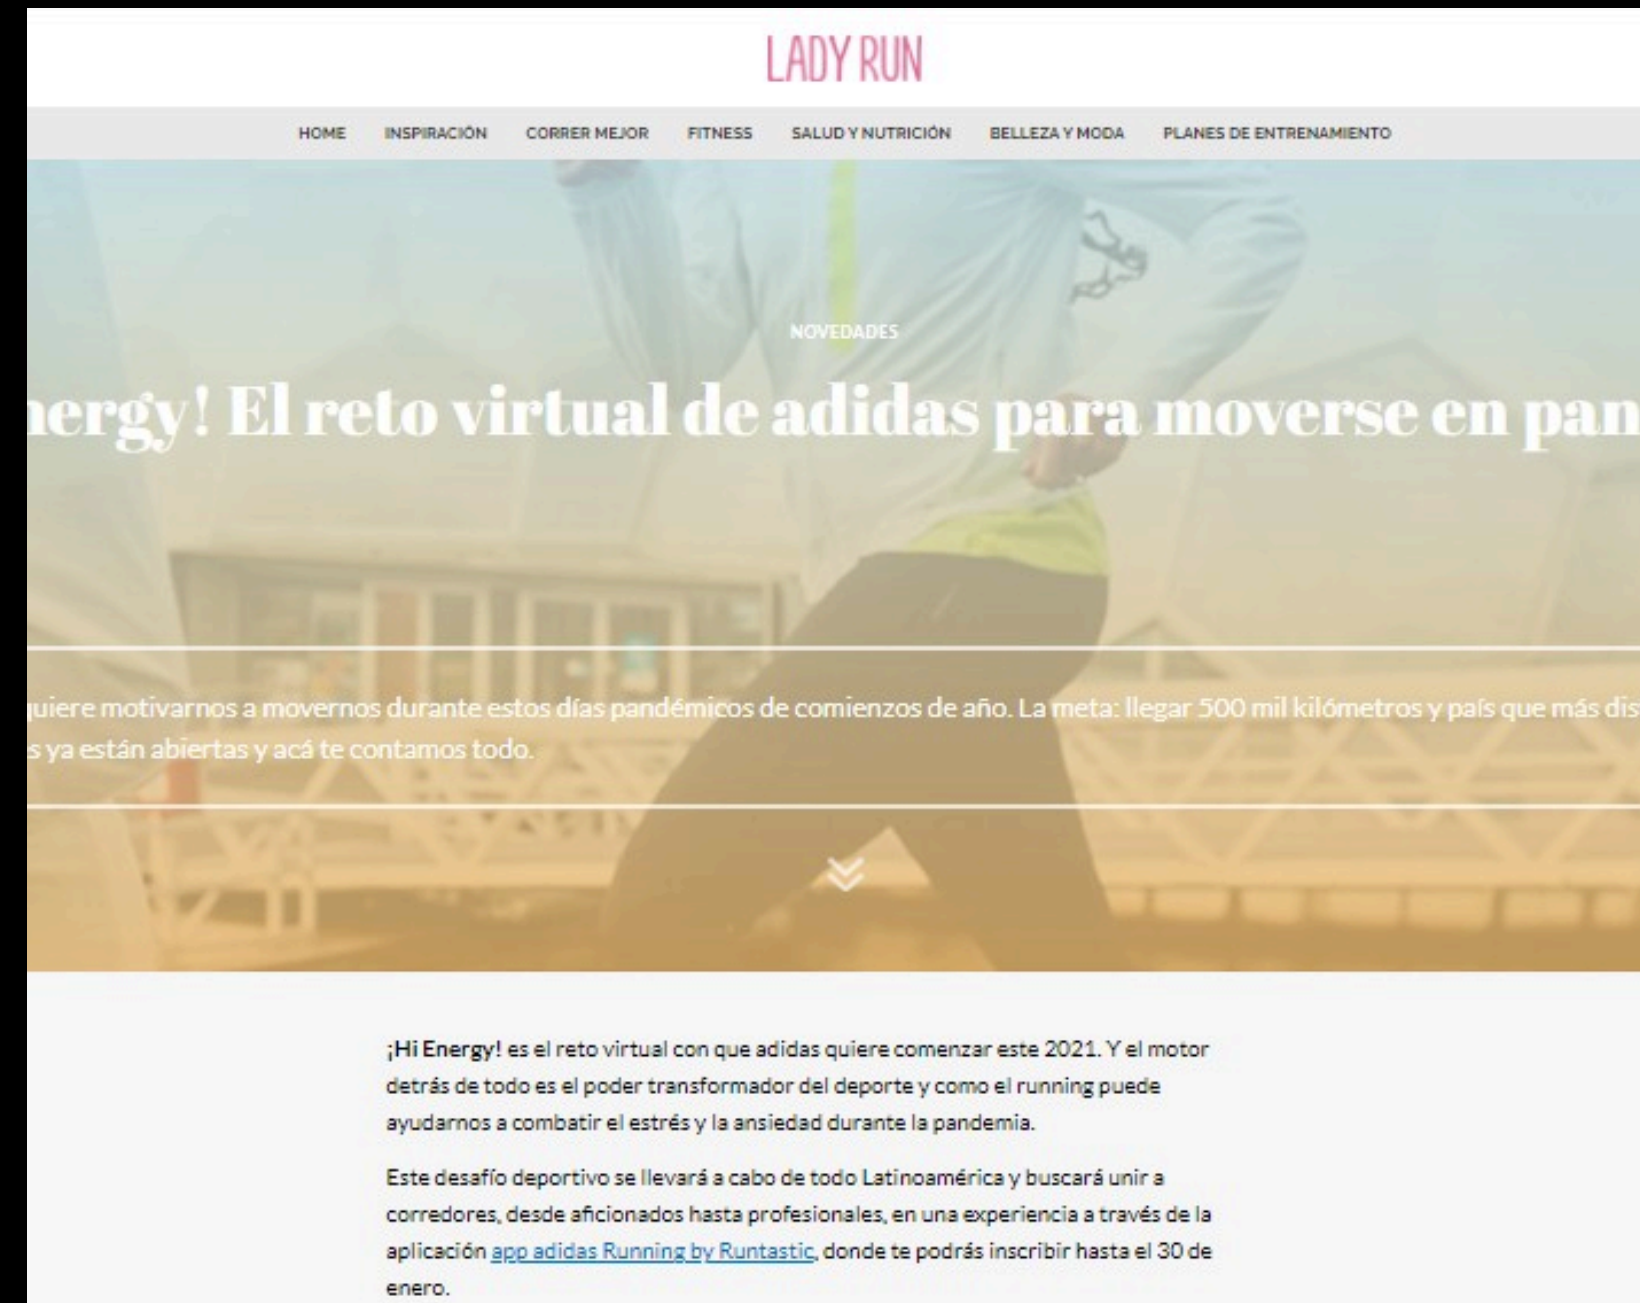 LADY RUN
HOME INSPIRACIÓN CORRER MEJOR FITNESS SALUD Y NUTRICIÓN BELLEZA Y MODA PLANES DE ENTRENAMIENTO
NOVEDADES
nergy! El reto virtual de adidas para moverse en pan
quiere motivarnos a movernos durante estos días pandémicos de comienzos de año. La meta: llegar 500 mil kilómetros y país que más dis
s ya están abiertas y acá te contamos todo.
¡Hi Energy! es el reto virtual con que adidas quiere comenzar este 2021. Y el motor
detrás de todo es el poder transformador del deporte y como el running puede
ayudarnos a combatir el estrés y la ansiedad durante la pandemia.
Este desafío deportivo se llevará a cabo de todo Latinoamérica y buscará unir a
corredores, desde aficionados hasta profesionales, en una experiencia a través de la
aplicación app adidas Running by Runtastic, donde te podrás inscribir hasta el 30 de
enero.